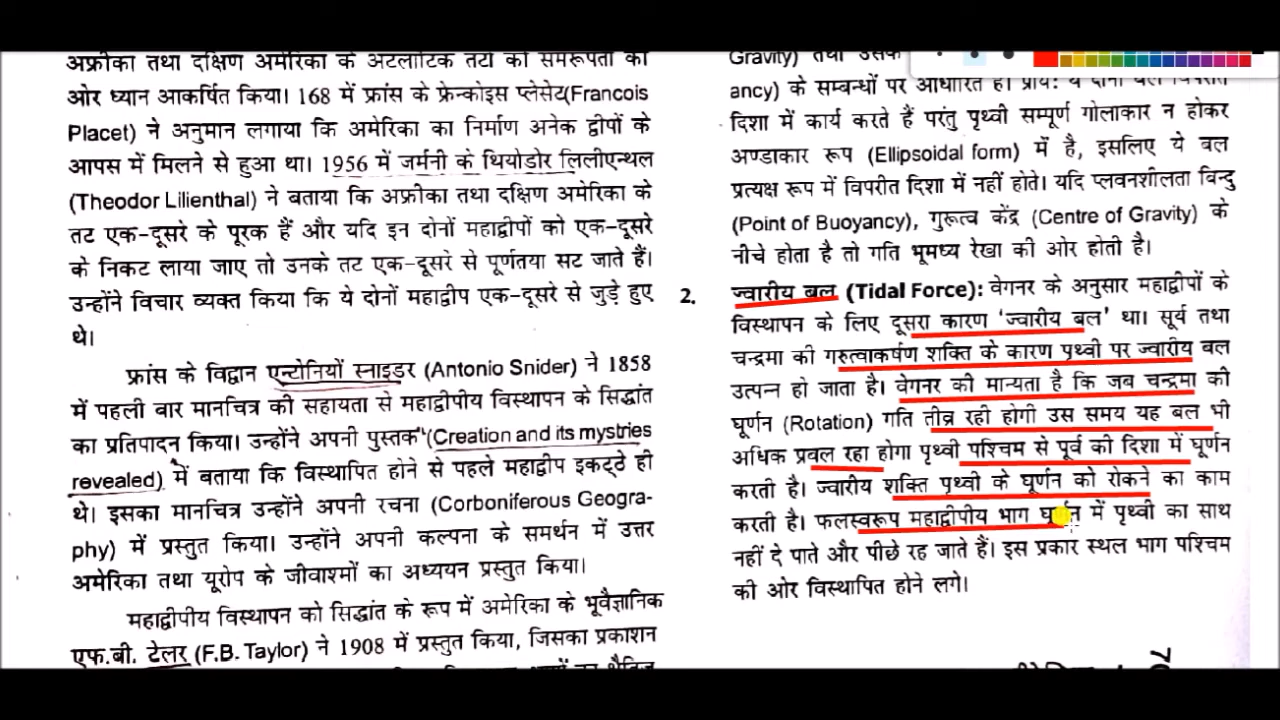 अफ्रीका तथा दक्षिण अमेरिका के अटलांटिक तटों की समरूपता की
ओर ध्यान आकर्षित किया। 168 में फ्रांस के फ्रेन्कोइस प्लेसेट(Francois
Placet) ने अनुमान लगाया कि अमेरिका का निर्माण अनेक द्वीपों के
आपस में मिलने से हुआ था। 1956 में जर्मनी के थियोडोर लिलीएन्थल
(Theodor Lilienthal) ने बताया कि अफ्रीका तथा दक्षिण अमेरिका के
तट एक-दूसरे के पूरक हैं और यदि इन दोनों महाद्वीपों को एक-दूसरे
के निकट लाया जाए तो उनके तट एक-दूसरे से पूर्णतया सट जाते हैं।
उन्होंने विचार व्यक्त किया कि ये दोनों महाद्वीप एक-दूसरे से जुड़े हुए
थे।
फ्रांस के विद्वान एन्टोनियों स्नाइडर (Antonio Snider) ने 1858
में पहली बार मानचित्र की सहायता से महाद्वीपीय विस्थापन के सिद्धांत
का प्रतिपादन किया। उन्होंने अपनी पुस्तक (Creation and its mystries
revealed) में बताया कि विस्थापित होने से पहले महाद्वीप इकट्ठे ही
थे। इसका मानचित्र उन्होंने अपनी रचना (Corboniferous Geogra-
phy) में प्रस्तुत किया। उन्होंने अपनी कल्पना के समर्थन में उत्तर
अमेरिका तथा यूरोप के जीवाश्मों का अध्ययन प्रस्तुत किया।
महाद्वीपीय विस्थापन को सिद्धांत के रूप में अमेरिका के भूवैज्ञानिक
एफ.बी. टेलर (F.B. Taylor) ने 1908 में प्रस्तुत किया, जिसका प्रकाशन
Gravity) तथा उसके
ancy) के सम्बन्धों पर आधारित है। प्राय: ये दोनों बल विपरीत
दिशा में कार्य करते हैं परंतु पृथ्वी सम्पूर्ण गोलाकार न होकर
अण्डाकार रूप (Ellipsoidal form) में है, इसलिए ये बल
प्रत्यक्ष रूप में विपरीत दिशा में नहीं होते। यदि प्लवनशीलता विन्दु
(Point of Buoyancy), गुरूत्व केंद्र (Centre of Gravity) के
नीचे होता है तो गति भूमध्य रेखा की ओर होती है।
2. ज्वारीय बल (Tidal Force): वेगनर के अनुसार महाद्वीपों के
विस्थापन के लिए दूसरा कारण 'ज्वारीय बल' था। सूर्य तथा
चन्द्रमा की गरुत्वाकर्षण शक्ति के कारण पृथ्वी पर ज्वारीय बल
उत्पन्न हो जाता है। वेगनर की मान्यता है कि जब चन्द्रमा की
घूर्णन (Rotation) गति तीव्र रही होगी उस समय यह बल भी
अधिक प्रवल रहा होगा पृथ्वी पश्चिम से पूर्व की दिशा में घूर्णन
करती है। ज्वारीय शक्ति पृथ्वी के घूर्णन को रोकने का काम
करती है। फलस्वरूप महाद्वीपीय भाग घूर्णन में पृथ्वी का साथ
नहीं दे पाते और पीछे रह जाते हैं। इस प्रकार स्थल भाग पश्चिम
की ओर विस्थापित होने लगे।